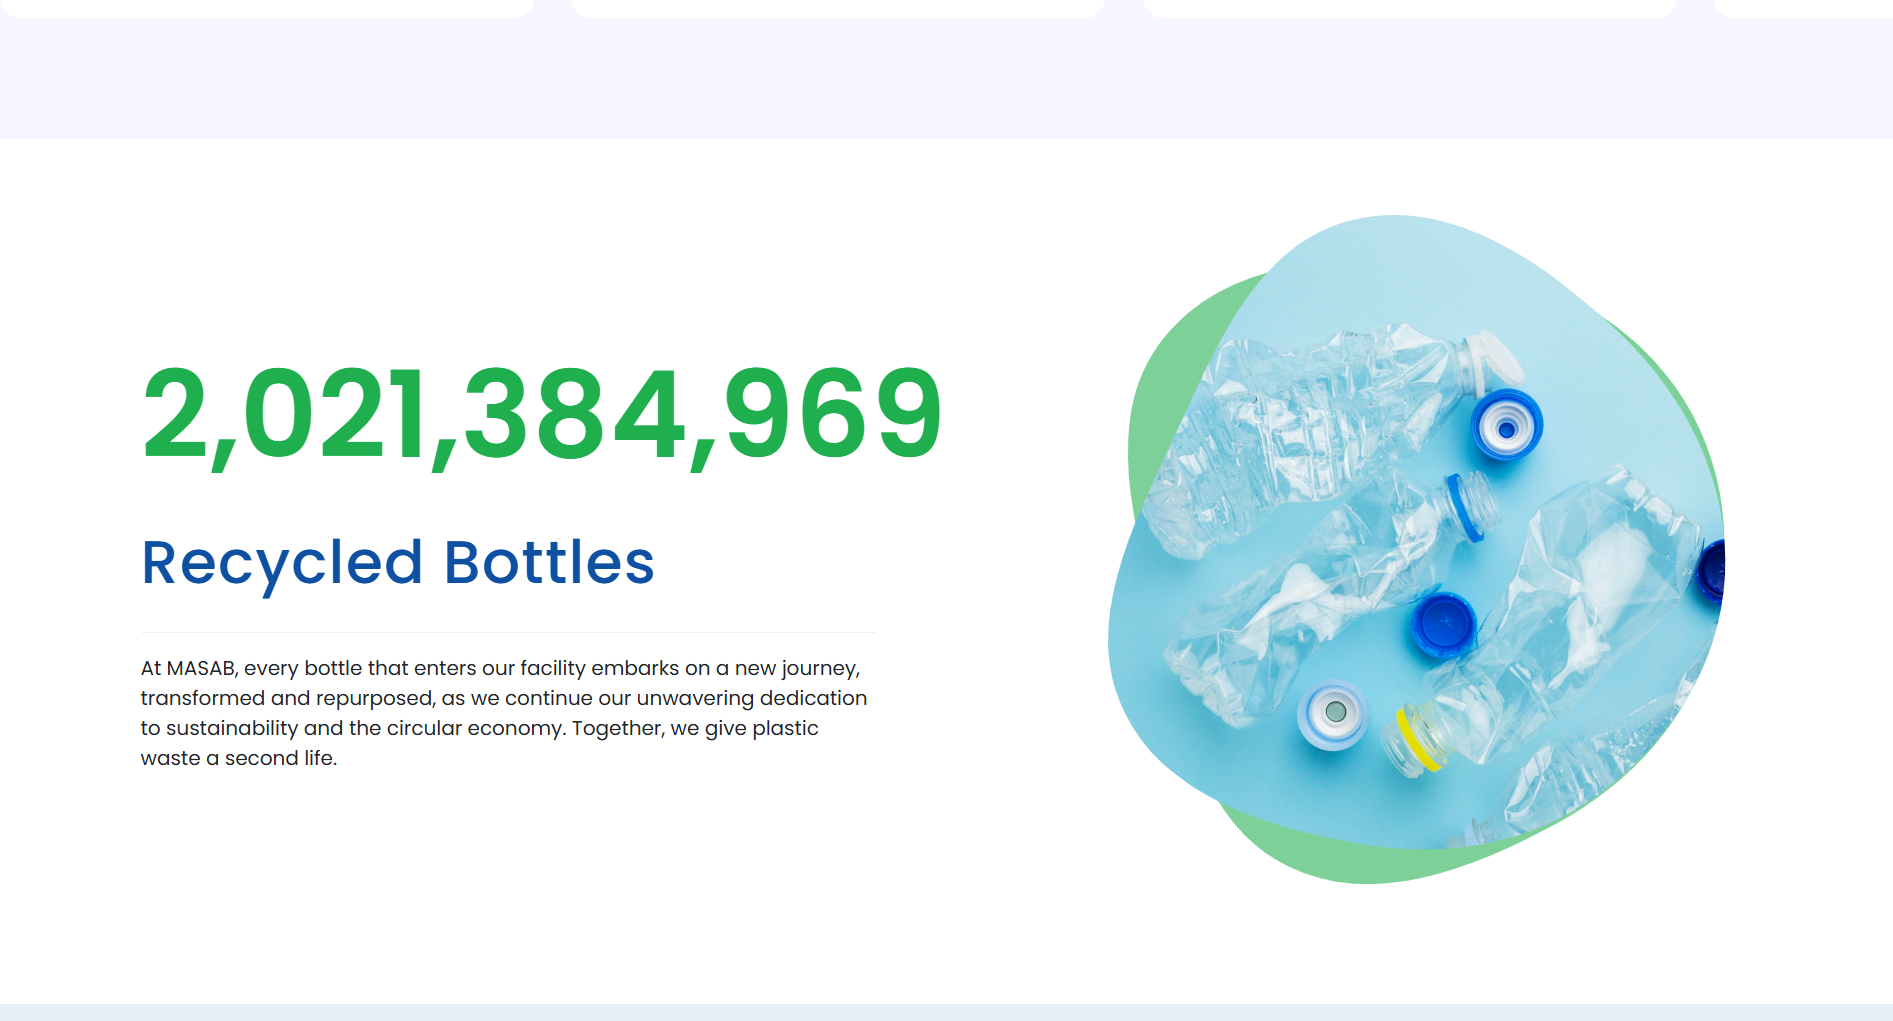 2,021,384,969
Recycled Bottles
At MASAB, every bottle that enters our facility embarks on a new journey,
transformed and repurposed, as we continue our unwavering dedication
to sustainability and the circular economy. Together, we give plastic
waste a second life.